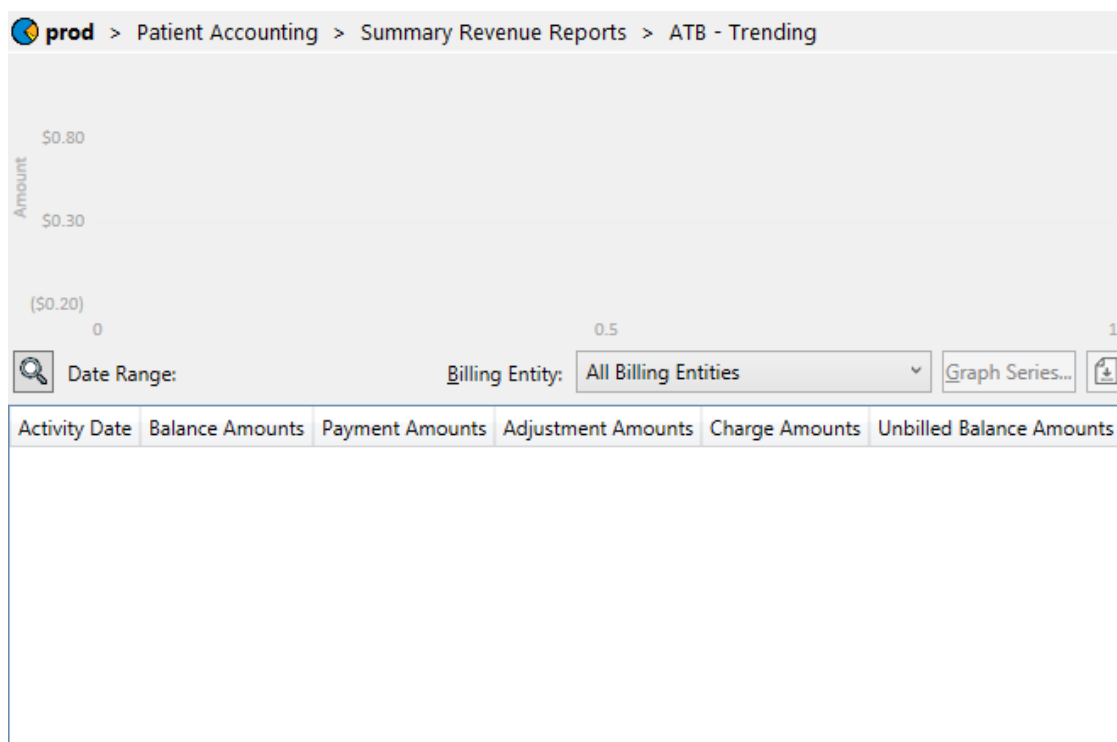 prod > Patient Accounting > Summary Revenue Reports > ATB - Trending
Amount
$0.80
$0.30
($0.20)
0 0.5 1
Date Range: Billing Entity: All Billing Entities Graph Series...
Activity Date Balance Amounts Payment Amounts Adjustment Amounts Charge Amounts Unbilled Balance Amounts